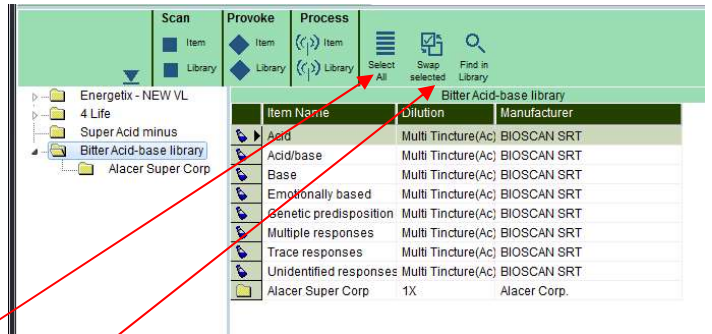 Scan Provoke Process
Item Item Item
Library Library Library
Select All
Swap selected
Find in Library
Energetix - NEW VL
4 Life
Super Acid minus
Bitter Acid-base library
Alacer Super Corp
Bitter Acid-base library
Item Name Dilution Manufacturer
Acid Multi Tincture(Ac) BIOSCAN SRT
Acid/base Multi Tincture(Ac) BIOSCAN SRT
Base Multi Tincture(Ac) BIOSCAN SRT
Emotionally based Multi Tincture(Ac) BIOSCAN SRT
Genetic predisposition Multi Tincture(Ac) BIOSCAN SRT
Multiple responses Multi Tincture(Ac) BIOSCAN SRT
Trace responses Multi Tincture(Ac) BIOSCAN SRT
Unidentified responses Multi Tincture(Ac) BIOSCAN SRT
Alacer Super Corp 1X Alacer Corp.